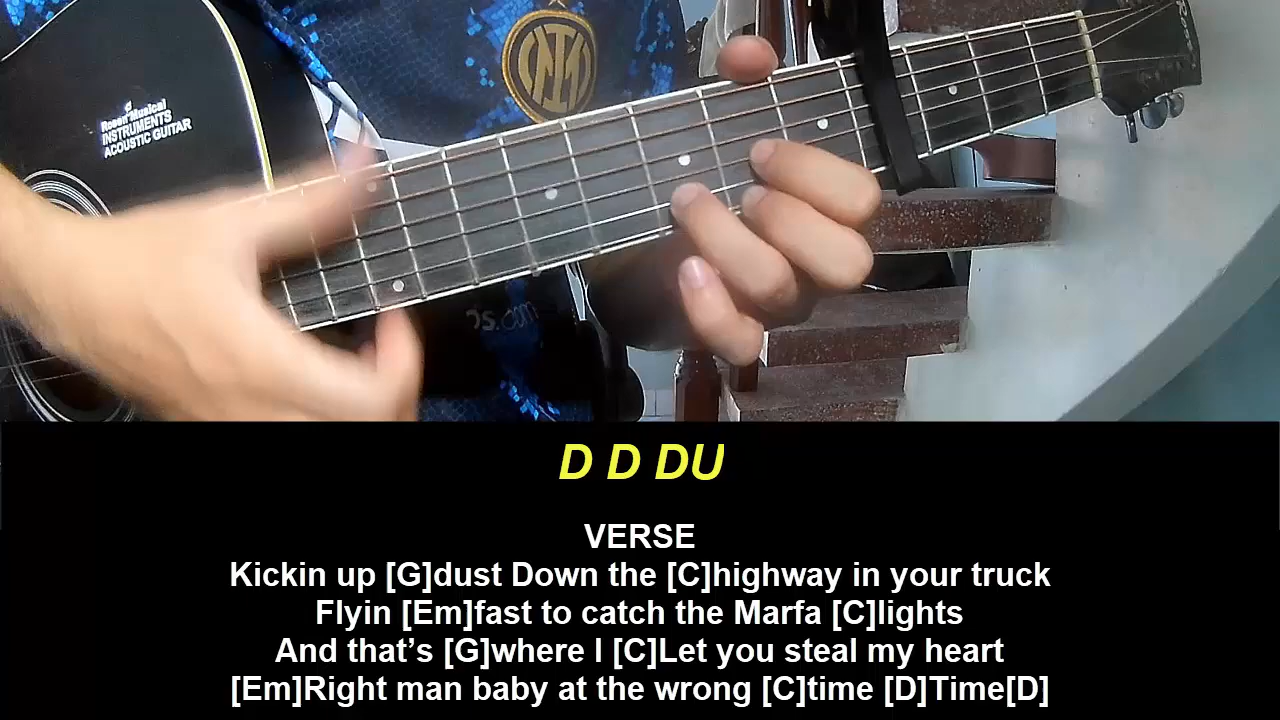 Rosen Musical
INSTRUMENTS
ACOUSTIC GUITAR
D D DU
VERSE
Kickin up [G]dust Down the [C]highway in your truck
Flyin [Em]fast to catch the Marfa [C]lights
And that’s [G]where I [C]Let you steal my heart
[Em]Right man baby at the wrong [C]time [D]Time[D]